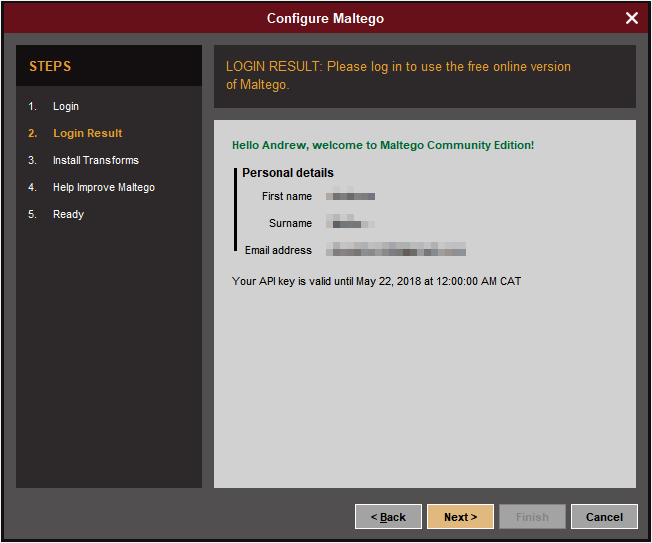 Configure Maltego
STEPS
1. Login
2. Login Result
3. Install Transforms
4. Help Improve Maltego
5. Ready
LOGIN RESULT: Please log in to use the free online version
of Maltego.
Hello Andrew, welcome to Maltego Community Edition!
Personal details
First name
Surname
Email address
Your API key is valid until May 22, 2018 at 12:00:00 AM CAT
< Back Next > Finish Cancel